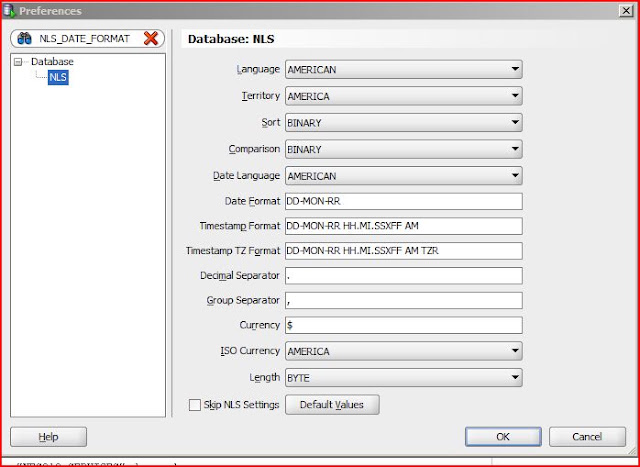 Preferences
NLS_DATE_FORMAT
Database
NLS
Database: NLS
Language AMERICAN
Territory AMERICA
Sort BINARY
Comparison BINARY
Date Language AMERICAN
Date Format DD-MON-RR
Timestamp Format DD-MON-RR HH.MI.SSXFF AM
Timestamp TZ Format DD-MON-RR HH.MI.SSXFF AM TZR
Decimal Separator .
Group Separator ,
Currency $
ISO Currency AMERICA
Length BYTE
Skip NLS Settings Default Values
Help OK Cancel